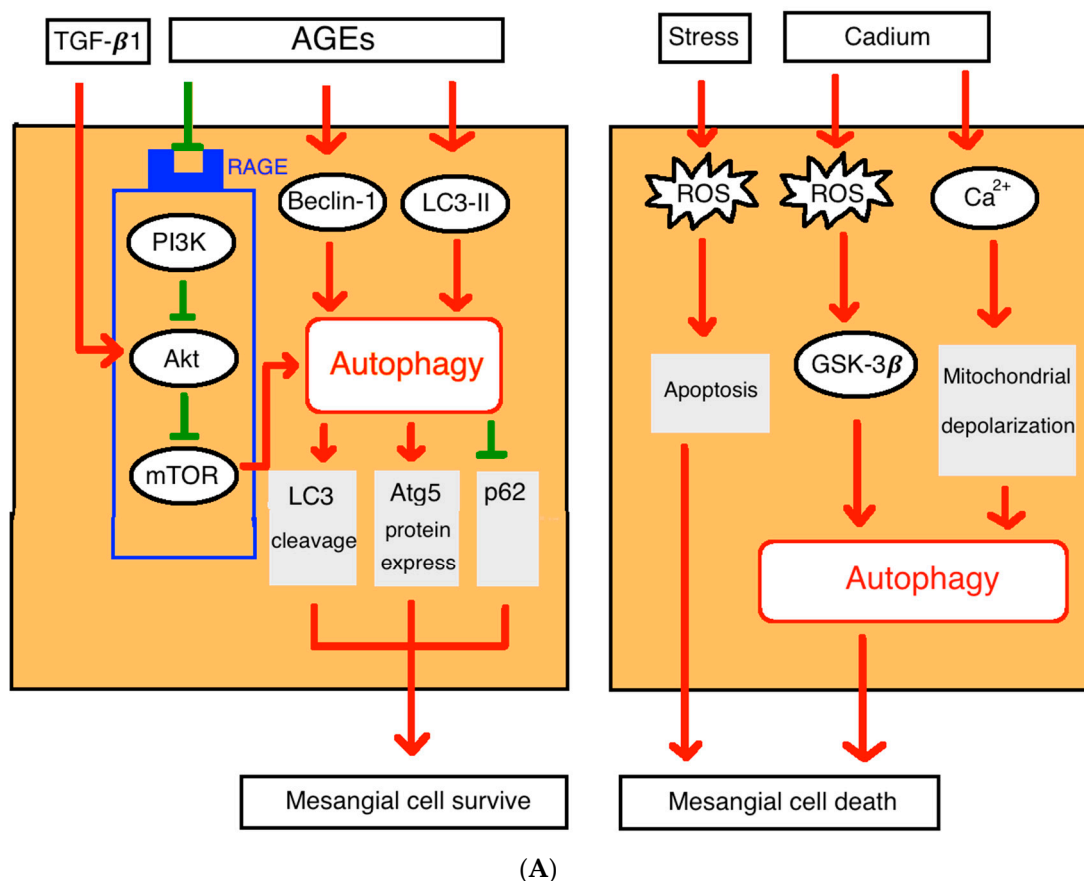 TGF-β1
AGEs
RAGE
PI3K
Akt
mTOR
Beclin-1
LC3-II
Autophagy
LC3
cleavage
Atg5
protein
express
p62
Mesangial cell survive
Stress
Cadium
ROS
ROS
Ca2+
Apoptosis
GSK-3β
Mitochondrial
depolarization
Autophagy
Mesangial cell death
(A)